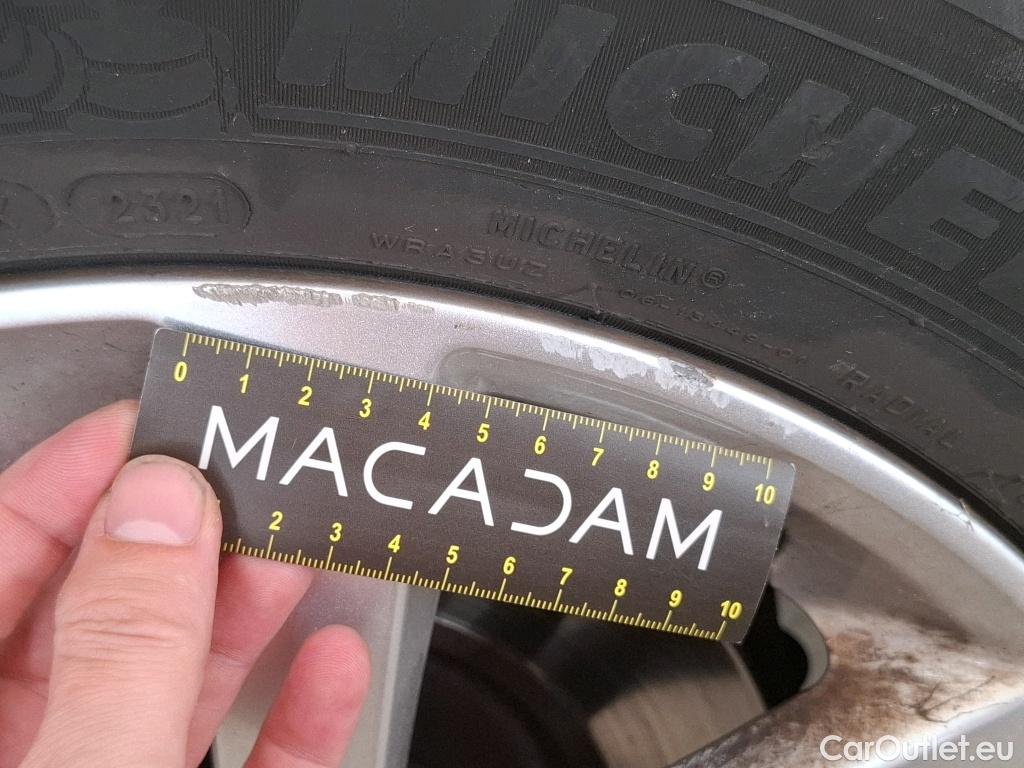 MICHEL
2321
MICHELIN®
WRA3UZ
RADIAL
0 1 2 3 4 5 6 7 8 9 10
MACADAM
2 3 4 5 6 7 8 9 10
CarOutlet.eu